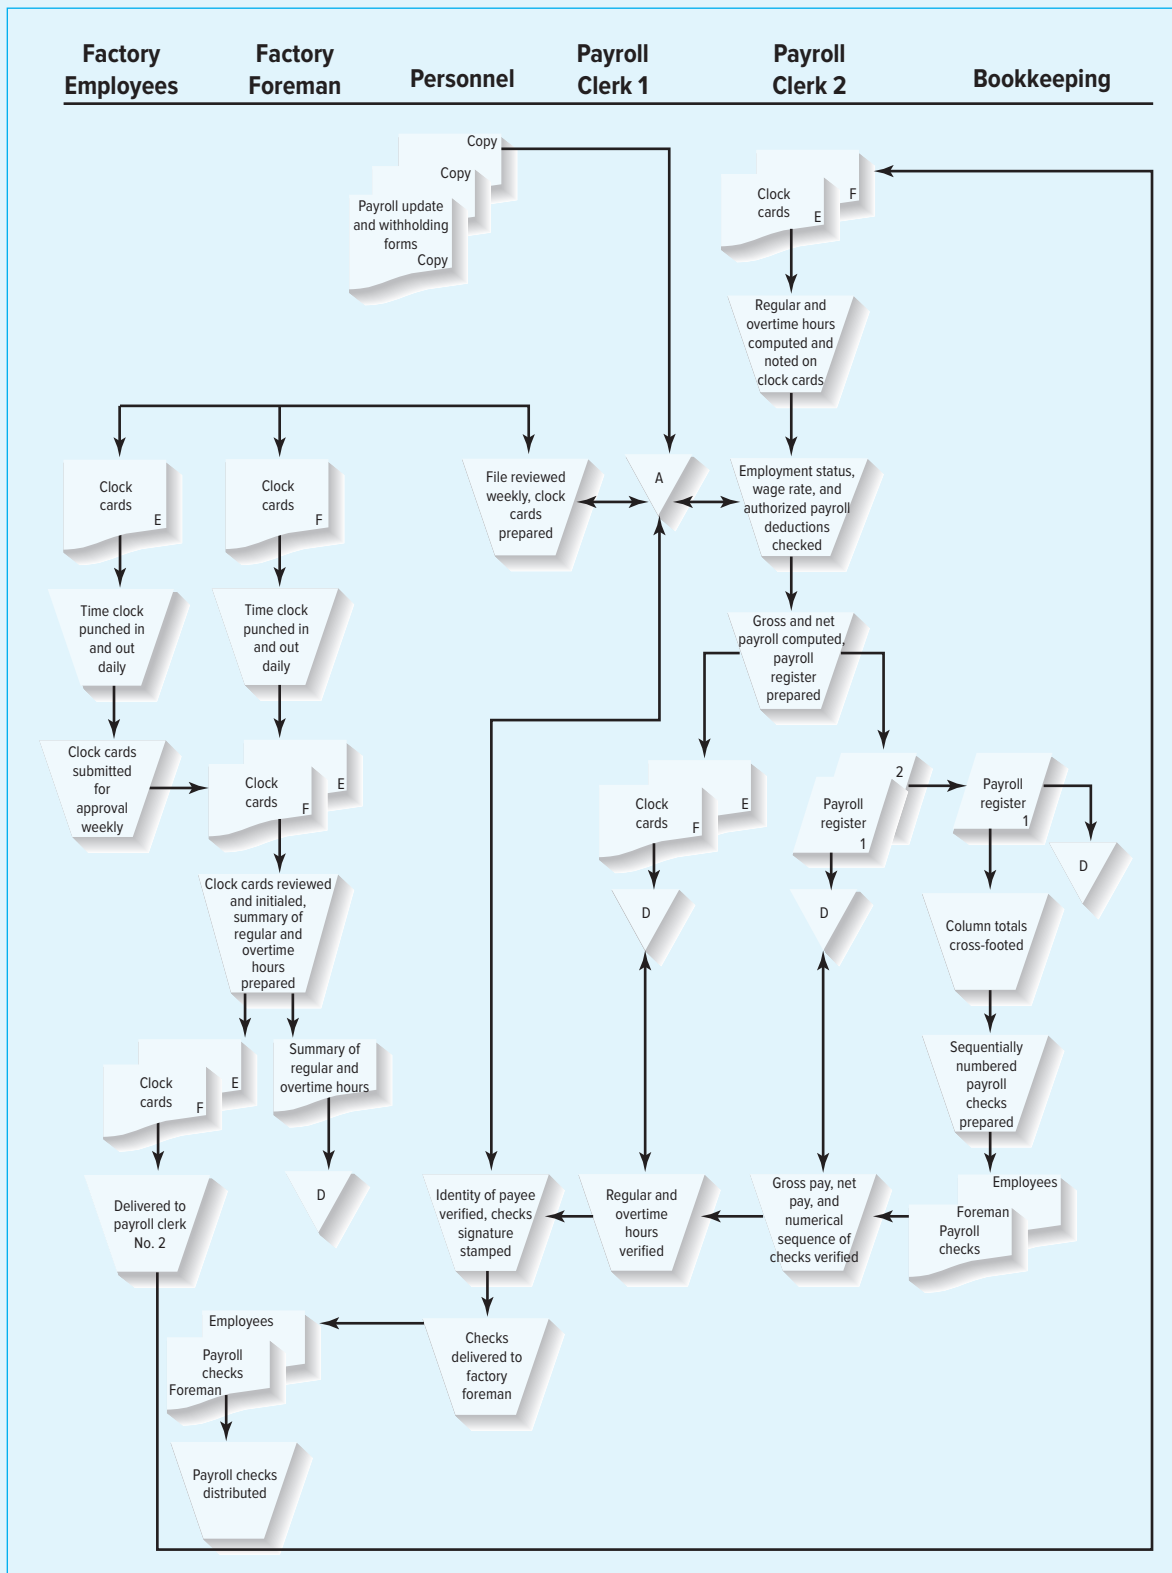 Factory
Employees
Factory
Foreman
Personnel
Payroll
Clerk 1
Payroll
Clerk 2
Bookkeeping
Copy
Copy
Payroll update
and withholding
forms
Copy
Clock
cards
E
F
Regular and
overtime hours
computed and
noted on
clock cards
Clock
cards
E
Clock
cards
F
File reviewed
weekly, clock
cards
prepared
A
Employment status,
wage rate, and
authorized payroll
deductions
checked
Time clock
punched in
and out
daily
Time clock
punched in
and out
daily
Gross and net
payroll computed,
payroll
register
prepared
Clock cards
submitted
for
approval
weekly
Clock
cards
F
E
Clock
cards
F
E
2
Payroll
register
1
Payroll
register
1
D
Clock cards reviewed
and initialed,
summary of
regular and
overtime
hours
prepared
D
D
Column totals
cross-footed
Clock
cards
F
E
Summary of
regular and
overtime hours
Sequentially
numbered
payroll
checks
prepared
Delivered to
payroll clerk
No. 2
D
Identity of payee
verified, checks
signature
stamped
Regular and
overtime
hours
verified
Gross pay, net
pay, and
numerical
sequence of
checks verified
Employees
Foreman
Payroll
checks
Employees
Payroll
checks
Foreman
Checks
delivered to
factory
foreman
Payroll checks
distributed